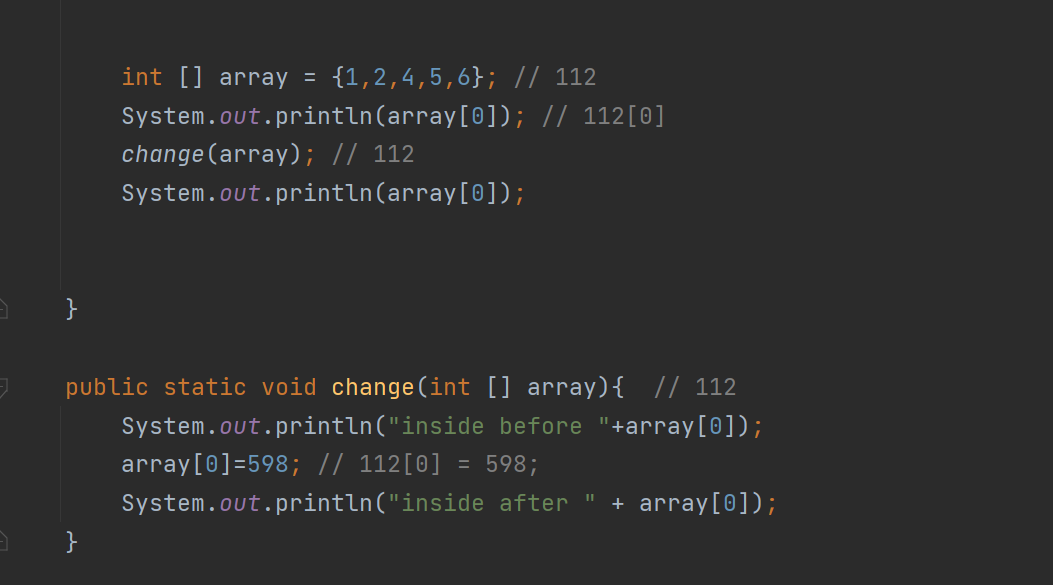 int [] array = {1,2,4,5,6}; // 112
System.out.println(array[0]); // 112[0]
change(array); // 112
System.out.println(array[0]);
}
public static void change(int [] array){  // 112
System.out.println("inside before "+array[0]);
array[0]=598; // 112[0] = 598;
System.out.println("inside after " + array[0]);
}